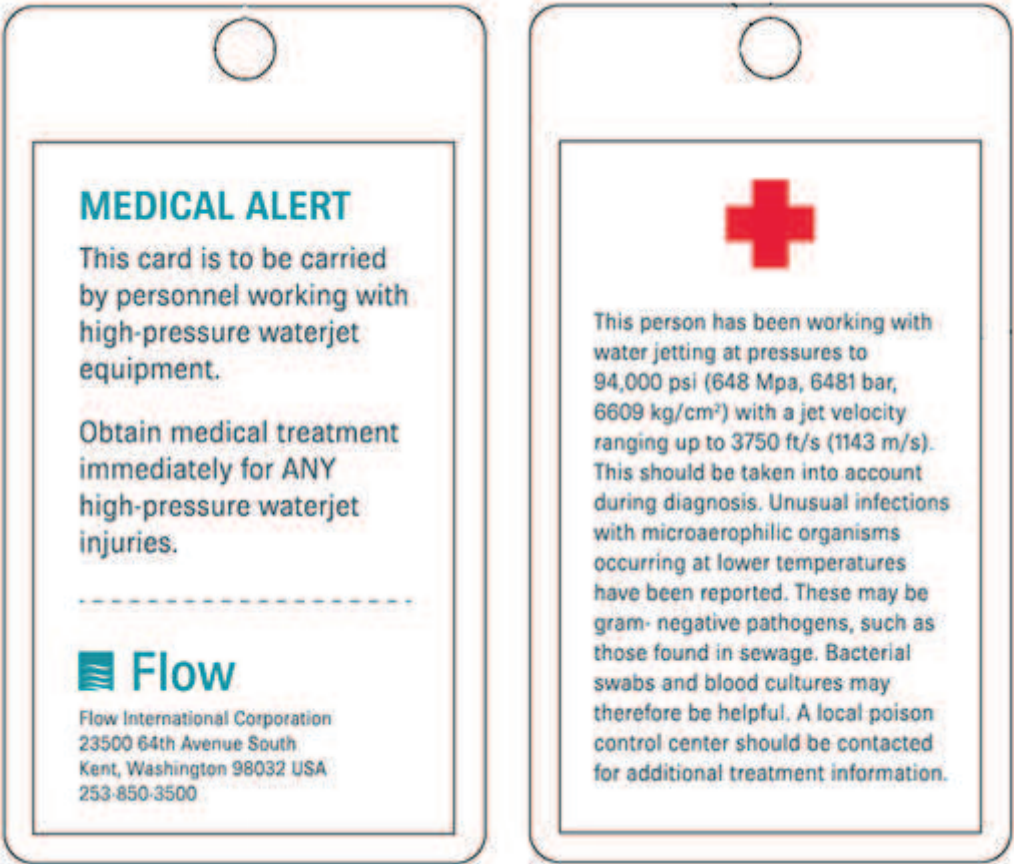 MEDICAL ALERT
This card is to be carried
by personnel working with
high-pressure waterjet
equipment.
Obtain medical treatment
immediately for ANY
high-pressure waterjet
injuries.
Flow
Flow International Corporation
23500 64th Avenue South
Kent, Washington 98032 USA
253-850-3500
This person has been working with
water jetting at pressures to
94,000 psi (648 Mpa, 6481 bar,
6609 kg/cm²) with a jet velocity
ranging up to 3750 ft/s (1143 m/s).
This should be taken into account
during diagnosis. Unusual infections
with microaerophilic organisms
occurring at lower temperatures
have been reported. These may be
gram- negative pathogens, such as
those found in sewage. Bacterial
swabs and blood cultures may
therefore be helpful. A local poison
control center should be contacted
for additional treatment information.